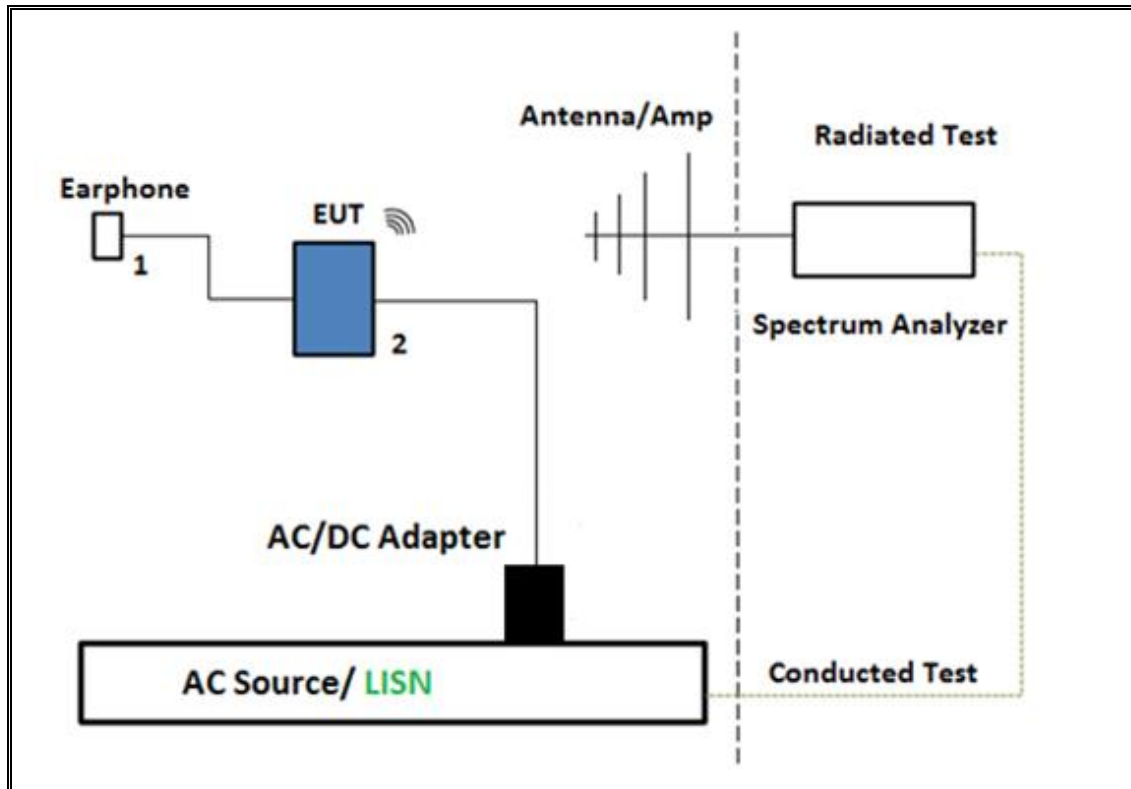 Antenna/Amp
Radiated Test
Earphone
1
EUT
2
Spectrum Analyzer
AC/DC Adapter
AC Source/ LISN
Conducted Test